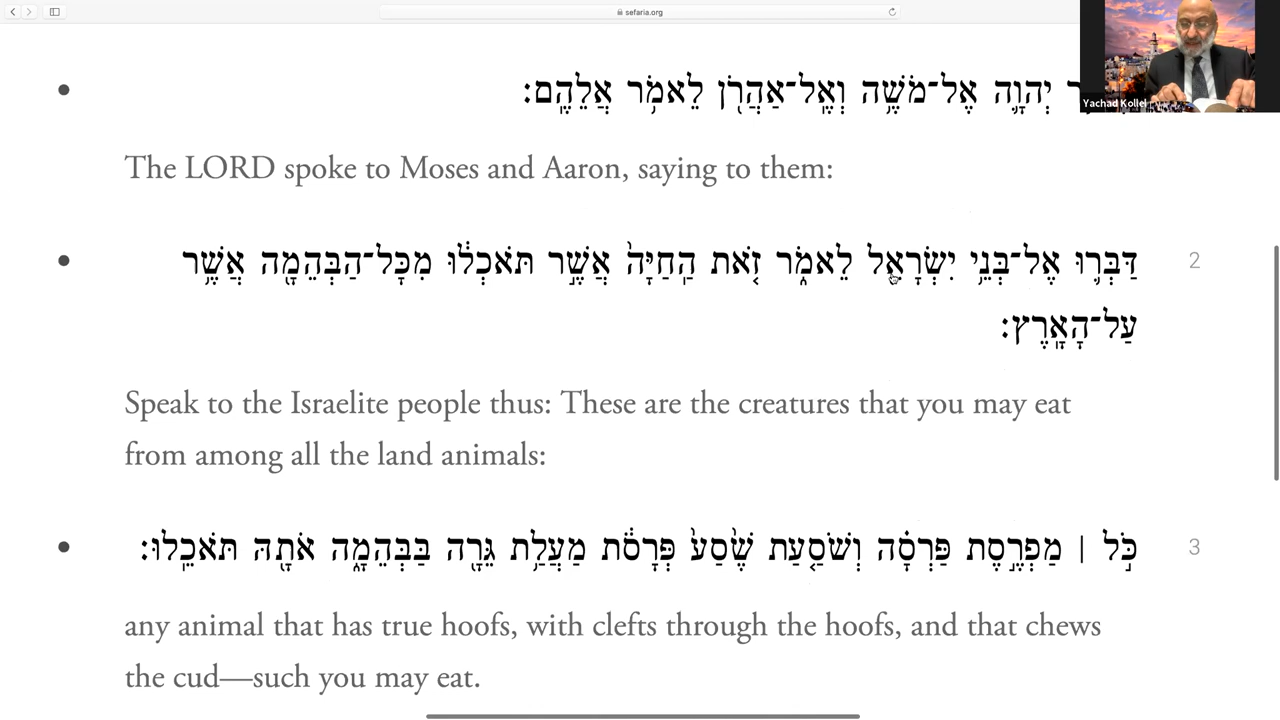 sefaria.org
יְהוָ֛ה אֶל־מֹשֶׁ֥ה וְאֶֽל־אַהֲרֹ֖ן לֵאמֹ֥ר אֲלֵהֶֽם׃
Yachad Kollel
The LORD spoke to Moses and Aaron, saying to them:
דַּבְּר֛וּ אֶל־בְּנֵ֥י יִשְׂרָאֵ֖ל לֵאמֹ֑ר זֹ֤את הַֽחַיָּה֙ אֲשֶׁ֣ר תֹּאכְל֔וּ מִכׇּל־הַבְּהֵמָ֖ה אֲשֶׁ֥ר
2
עַל־הָאָֽרֶץ׃
Speak to the Israelite people thus: These are the creatures that you may eat
from among all the land animals:
כֹּ֣ל ׀ מַפְרֶ֣סֶת פַּרְסָ֗ה וְשֹׁסַ֤עַת שֶׁ֙סַע֙ פְּרָסֹ֔ת מַעֲלַ֥ת גֵּרָ֖ה בַּבְּהֵמָ֑ה אֹתָ֖הּ תֹּאכֵֽלוּ׃
3
any animal that has true hoofs, with clefts through the hoofs, and that chews
the cud—such you may eat.